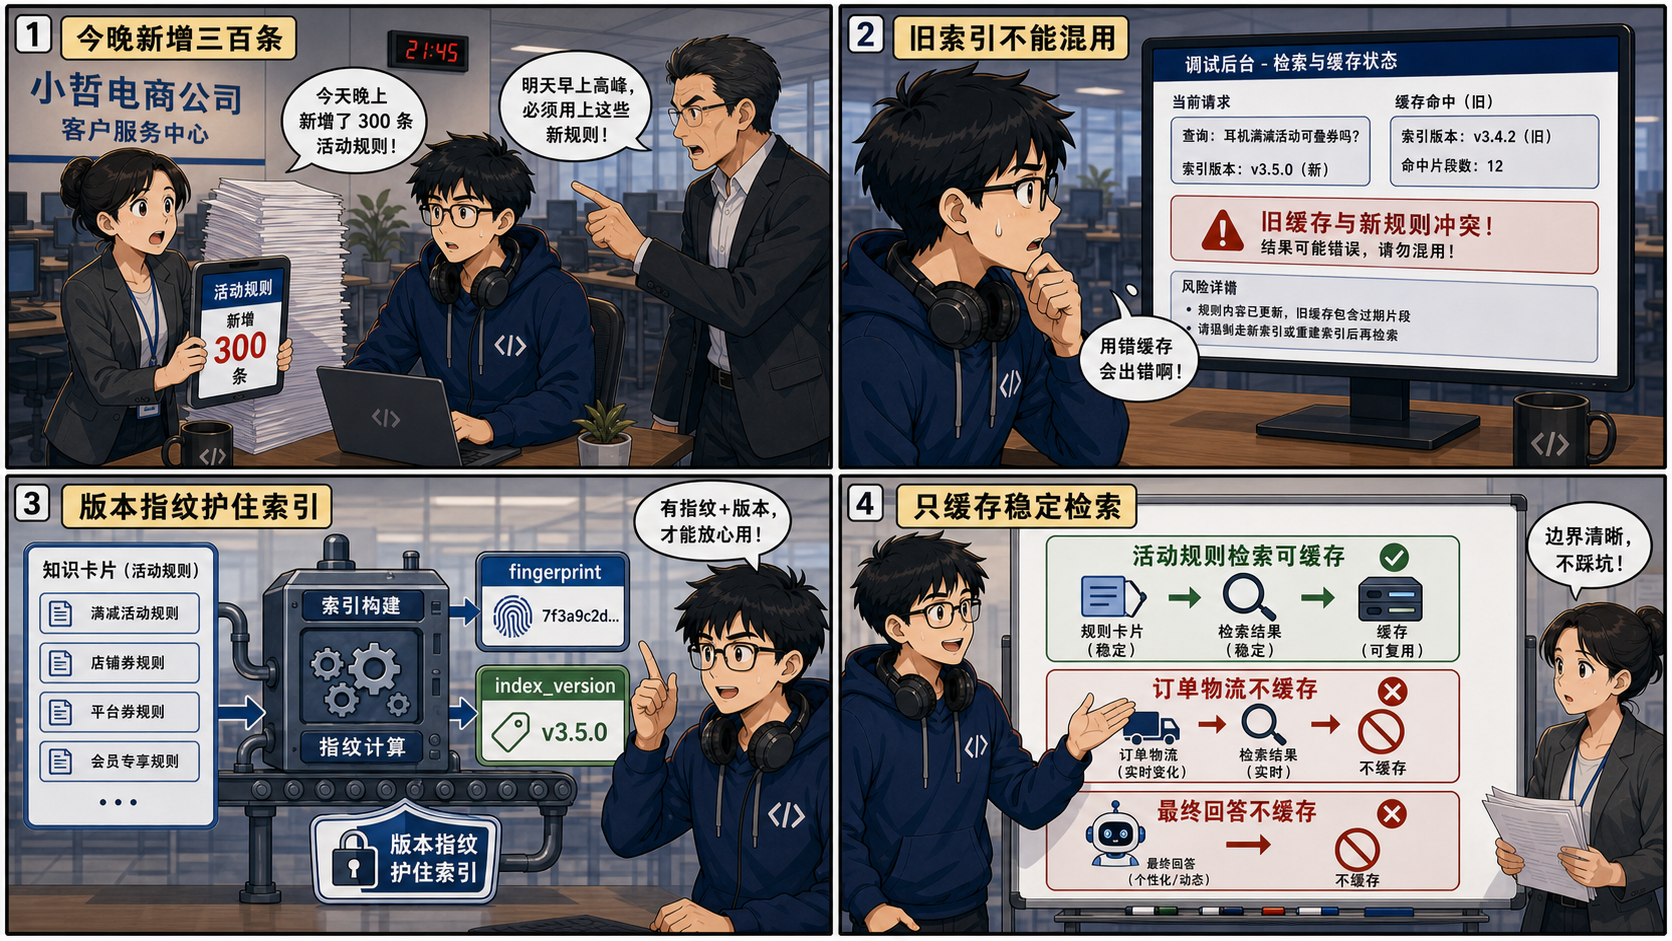 1
今晚新增三百条
21:45
小哲电商公司
客户服务中心
今天晚上
新增了 300 条
活动规则！
明天早上高峰，
必须用上这些
新规则！
活动规则
新增
300
条
</>
</>
</>
2
旧索引不能混用
调试后台 - 检索与缓存状态
当前请求
查询：耳机满减活动可叠券吗？
索引版本：v3.5.0（新）
缓存命中（旧）
索引版本：v3.4.2（旧）
命中片段数：12
旧缓存与新规则冲突！
结果可能错误，请勿混用！
风险详
• 规则内容已更新，旧缓存包含过期片段
走新索引或重建索引后再检索
用错缓存
会出错啊！
</>
</>
3
版本指纹护住索引
有指纹+版本，
才能放心用！
知识卡片（活动规则）
满减活动规则
店铺券规则
平台券规则
会员专享规则
•••
索引构建
指纹计算
fingerprint
7f3a9c2d...
index_version
v3.5.0
版本指纹
护住索引
</>
4
只缓存稳定检索
边界清晰，
不踩坑！
活动规则检索可缓存
规则卡片
（稳定）
检索结果
（稳定）
缓存
（可复用）
订单物流不缓存
订单物流
（实时变化）
检索结果
（实时）
不缓存
最终回答不缓存
最终回答
（个性化/动态）
不缓存
</>